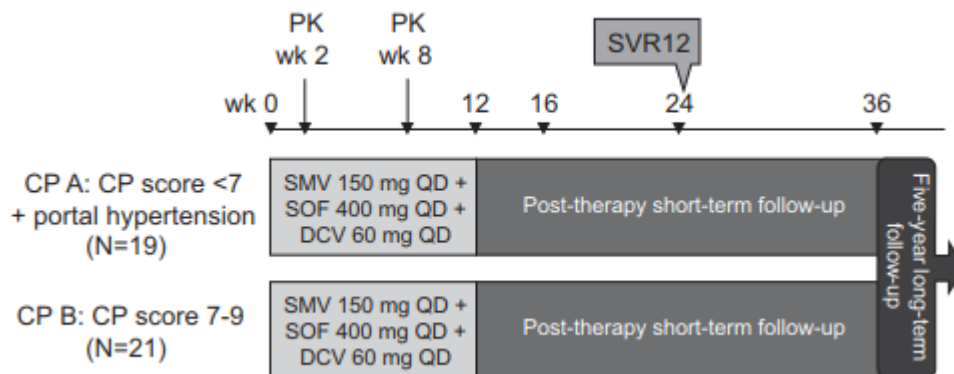 PK
wk 2
PK
wk 8
SVR12
wk 0
12
16
24
36
CP A: CP score <7
+ portal hypertension
(N=19)
SMV 150 mg QD +
SOF 400 mg QD +
DCV 60 mg QD
Post-therapy short-term follow-up
CP B: CP score 7-9
(N=21)
SMV 150 mg QD +
SOF 400 mg QD +
DCV 60 mg QD
Post-therapy short-term follow-up
Five-year long-term
follow-up